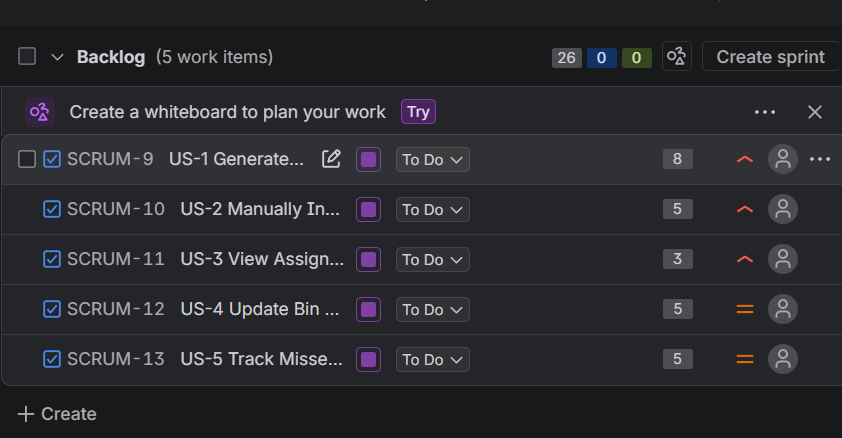 Backlog (5 work items) 26 0 0 Create sprint
Create a whiteboard to plan your work Try
SCRUM-9 US-1 Generate... To Do 8
SCRUM-10 US-2 Manually In... To Do 5
SCRUM-11 US-3 View Assign... To Do 3
SCRUM-12 US-4 Update Bin ... To Do 5
SCRUM-13 US-5 Track Misse... To Do 5
Create